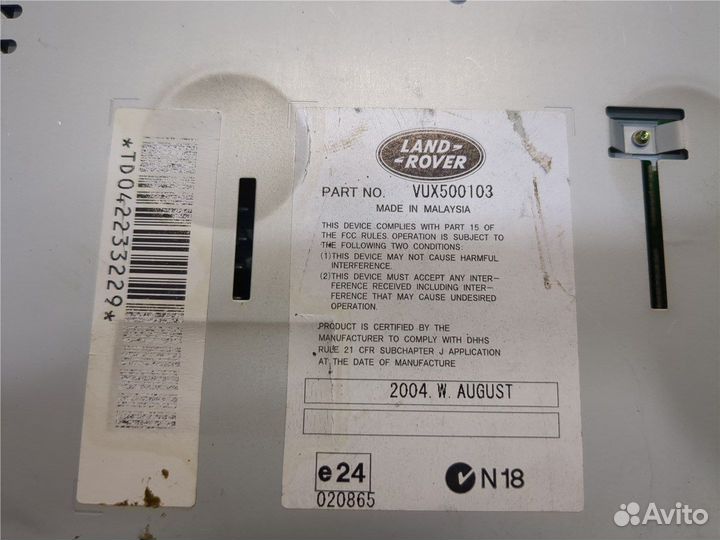 *TD042233229*
LAND-
-ROVER
PART NO. VUX500103
MADE IN MALAYSIA
THIS DEVICE COMPLIES WITH PART 15 OF
THE FCC RULES OPERATION IS SUBJECT TO
THE FOLLOWING TWO CONDITIONS:
(1)THIS DEVICE MAY NOT CAUSE HARMFUL
INTERFERENCE.
(2)THIS DEVICE MUST ACCEPT ANY INTER-
FERENCE RECEIVED INCLUDING INTER-
FERENCE THAT MAY CAUSE UNDESIRED
OPERATION.
PRODUCT IS CERTIFIED BY THE
MANUFACTURER TO COMPLY WITH DHHS
RULE 21 CFR SUBCHAPTER J APPLICATION
AT THE DATE OF MANUFACTURE
2004. W. AUGUST
e24
020865
N18
Avito